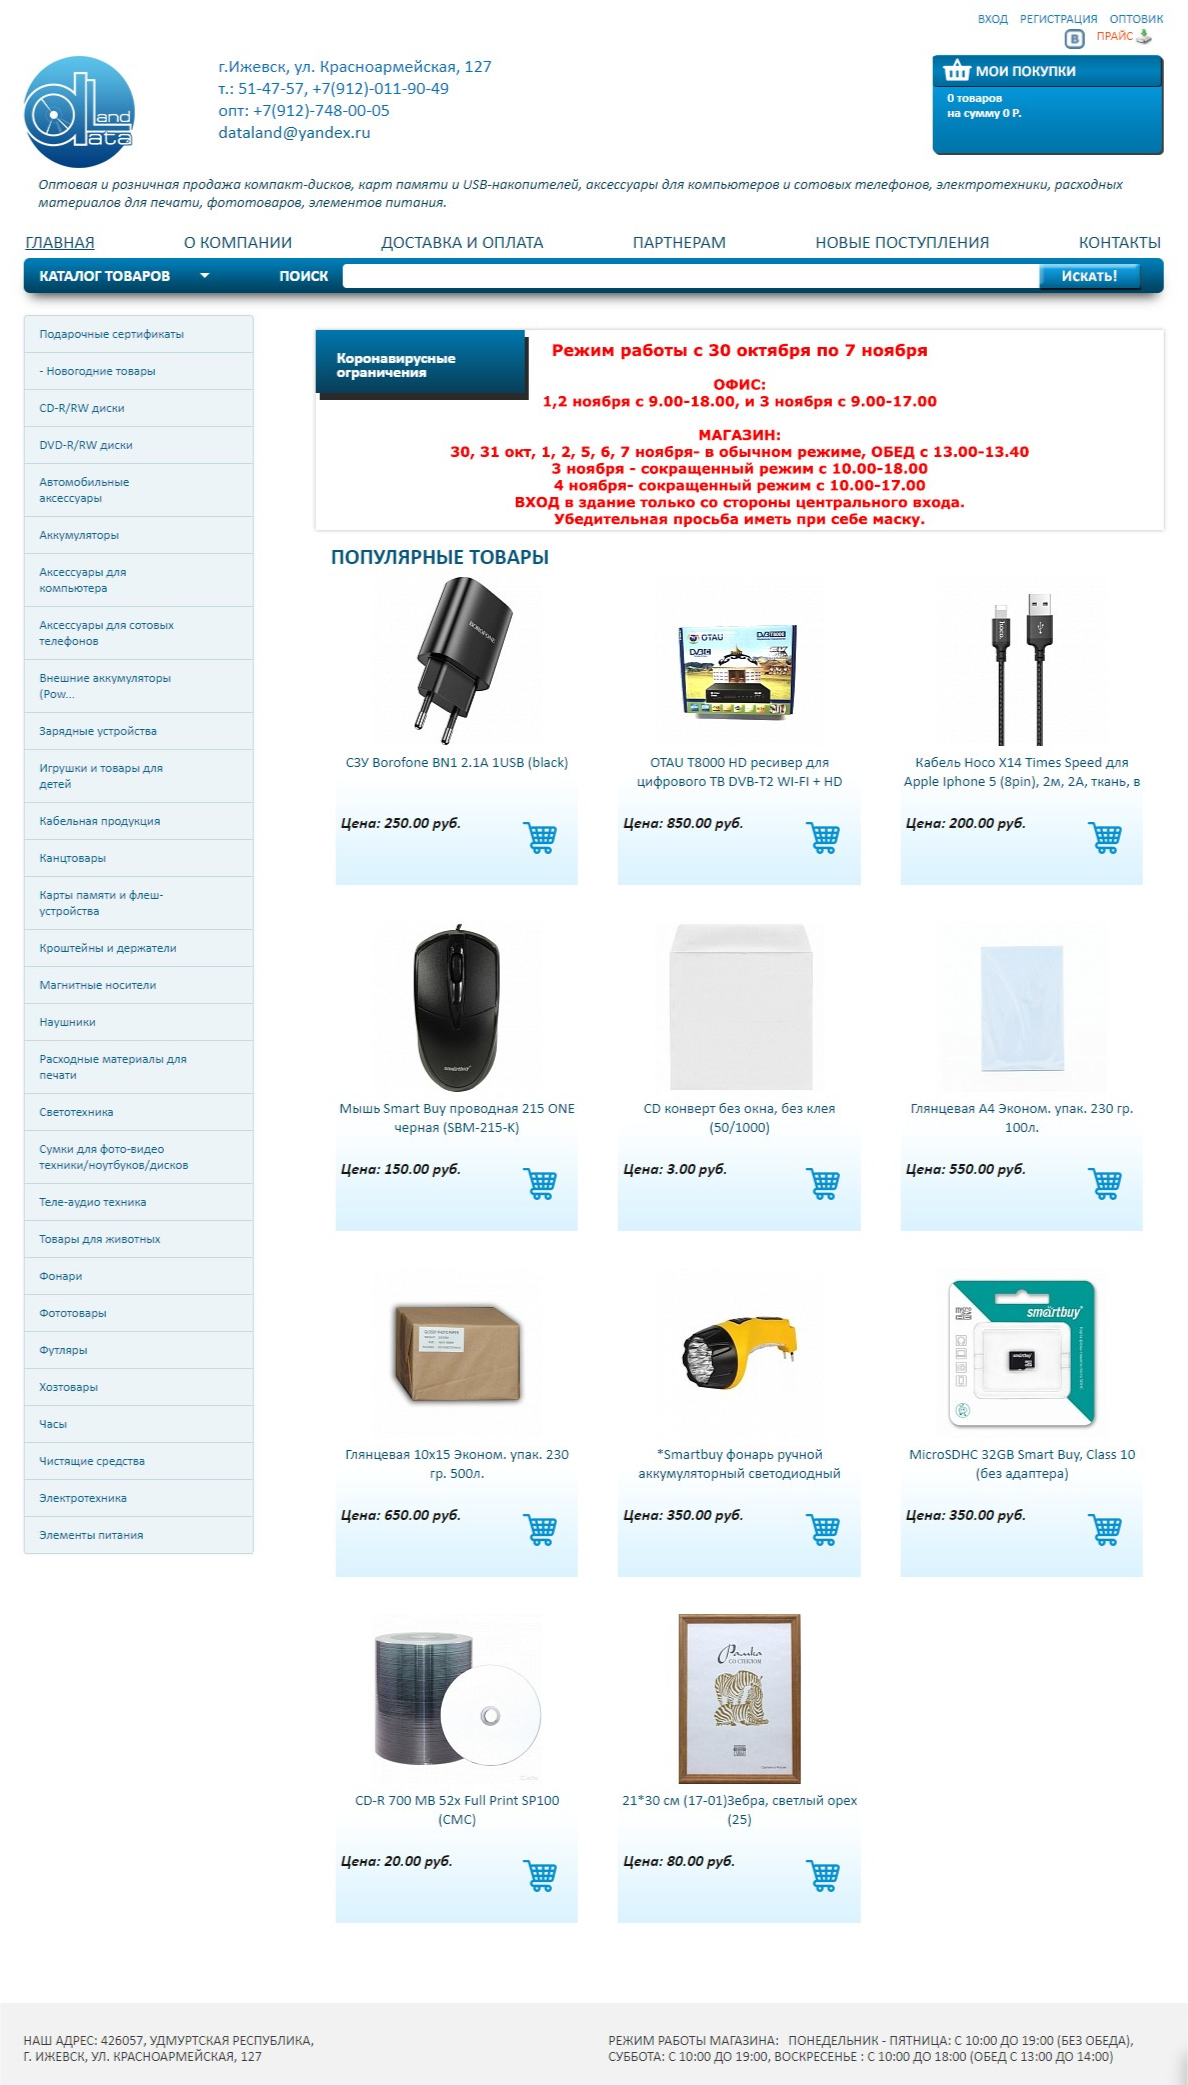 ВХОД РЕГИСТРАЦИЯ ОПТОВИК
B ПРАЙС
Data Land
г.Ижевск, ул. Красноармейская, 127
т.: 51-47-57, +7(912)-011-90-49
опт: +7(912)-748-00-05
dataland@yandex.ru
МОИ ПОКУПКИ
0 товаров
на сумму 0 Р.
Оптовая и розничная продажа компакт-дисков, карт памяти и USB-накопителей, аксессуары для компьютеров и сотовых телефонов, электротехники, расходных
материалов для печати, фототоваров, элементов питания.
ГЛАВНАЯ О КОМПАНИИ ДОСТАВКА И ОПЛАТА ПАРТНЕРАМ НОВЫЕ ПОСТУПЛЕНИЯ КОНТАКТЫ
КАТАЛОГ ТОВАРОВ ПОИСК Искать!
Подарочные сертификаты
- Новогодние товары
CD-R/RW диски
DVD-R/RW диски
Автомобильные
аксессуары
Аккумуляторы
Аксессуары для
компьютера
Аксессуары для сотовых
телефонов
Внешние аккумуляторы
(Pow...
Зарядные устройства
Игрушки и товары для
детей
Кабельная продукция
Канцтовары
Карты памяти и флеш-
устройства
Кроштейны и держатели
Магнитные носители
Наушники
Расходные материалы для
печати
Светотехника
Сумки для фото-видео
техники/ноутбуков/дисков
Теле-аудио техника
Товары для животных
Фонари
Фототовары
Футляры
Хозтовары
Часы
Чистящие средства
Электротехника
Элементы питания
Коронавирусные
ограничения
Режим работы с 30 октября по 7 ноября
ОФИС:
1,2 ноября с 9.00-18.00, и 3 ноября с 9.00-17.00
МАГАЗИН:
30, 31 окт, 1, 2, 5, 6, 7 ноября- в обычном режиме, ОБЕД с 13.00-13.40
3 ноября - сокращенный режим с 10.00-18.00
4 ноября- сокращенный режим с 10.00-17.00
ВХОД в здание только со стороны центрального входа.
Убедительная просьба иметь при себе маску.
ПОПУЛЯРНЫЕ ТОВАРЫ
BOROFONE
OTAU
DVB-T8000
DVB-C
hoco.
СЗУ Borofone BN1 2.1A 1USB (black)
Цена: 250.00 руб.
OTAU T8000 HD ресивер для
цифрового ТВ DVB-T2 WI-FI + HD
Цена: 850.00 руб.
Кабель Hoco X14 Times Speed для
Apple Iphone 5 (8pin), 2м, 2А, ткань, в
Цена: 200.00 руб.
smartbuy
Мышь Smart Buy проводная 215 ONE
черная (SBM-215-K)
Цена: 150.00 руб.
CD конверт без окна, без клея
(50/1000)
Цена: 3.00 руб.
Глянцевая А4 Эконом. упак. 230 гр.
100л.
Цена: 550.00 руб.
Глянцевая 10х15 Эконом. упак. 230
гр. 500л.
Цена: 650.00 руб.
*Smartbuy фонарь ручной
аккумуляторный светодиодный
Цена: 350.00 руб.
smartbuy
MicroSDHC 32GB Smart Buy, Class 10
(без адаптера)
Цена: 350.00 руб.
CD-R 700 MB 52x Full Print SP100
(CMC)
Цена: 20.00 руб.
Рамка
СО СТЕКЛОМ
21*30 см (17-01)Зебра, светлый орех
(25)
Цена: 80.00 руб.
НАШ АДРЕС: 426057, УДМУРТСКАЯ РЕСПУБЛИКА,
Г. ИЖЕВСК, УЛ. КРАСНОАРМЕЙСКАЯ, 127
РЕЖИМ РАБОТЫ МАГАЗИНА: ПОНЕДЕЛЬНИК - ПЯТНИЦА: С 10:00 ДО 19:00 (БЕЗ ОБЕДА),
СУББОТА: С 10:00 ДО 19:00, ВОСКРЕСЕНЬЕ : С 10:00 ДО 18:00 (ОБЕД С 13:00 ДО 14:00)